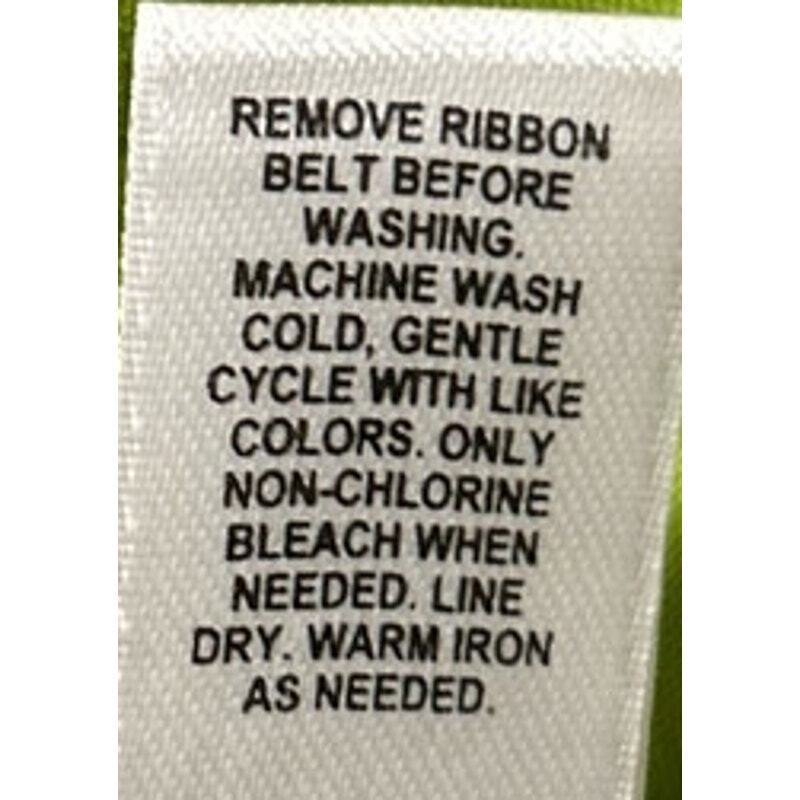 REMOVE RIBBON
BELT BEFORE
WASHING.
MACHINE WASH
COLD, GENTLE
CYCLE WITH LIKE
COLORS. ONLY
NON-CHLORINE
BLEACH WHEN
NEEDED. LINE
DRY. WARM IRON
AS NEEDED.